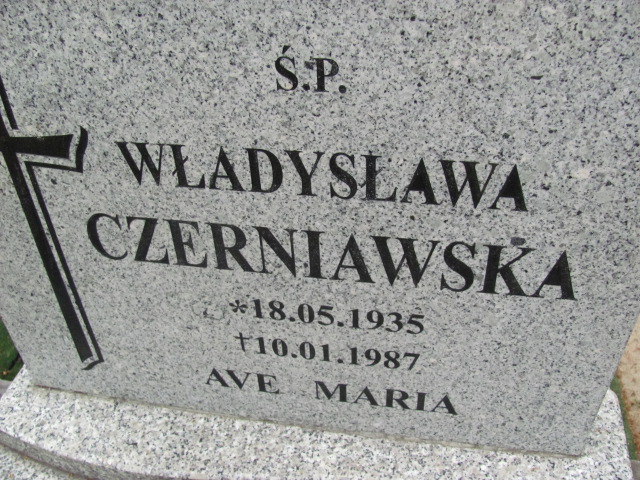 Ś.P.
WŁADYSŁAWA
CZERNIAWSKA
*18.05.1935
†10.01.1987
AVE MARIA